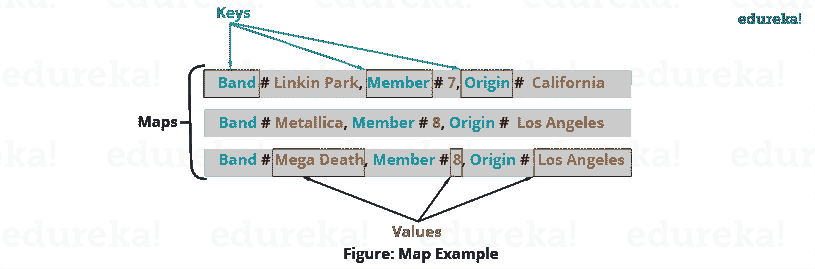 Keys
edureka!
Band # Linkin Park, Member # 7, Origin # California
Maps
Band # Metallica, Member # 8, Origin # Los Angeles
Band # Mega Death, Member # 8, Origin # Los Angeles
Values
Figure: Map Example